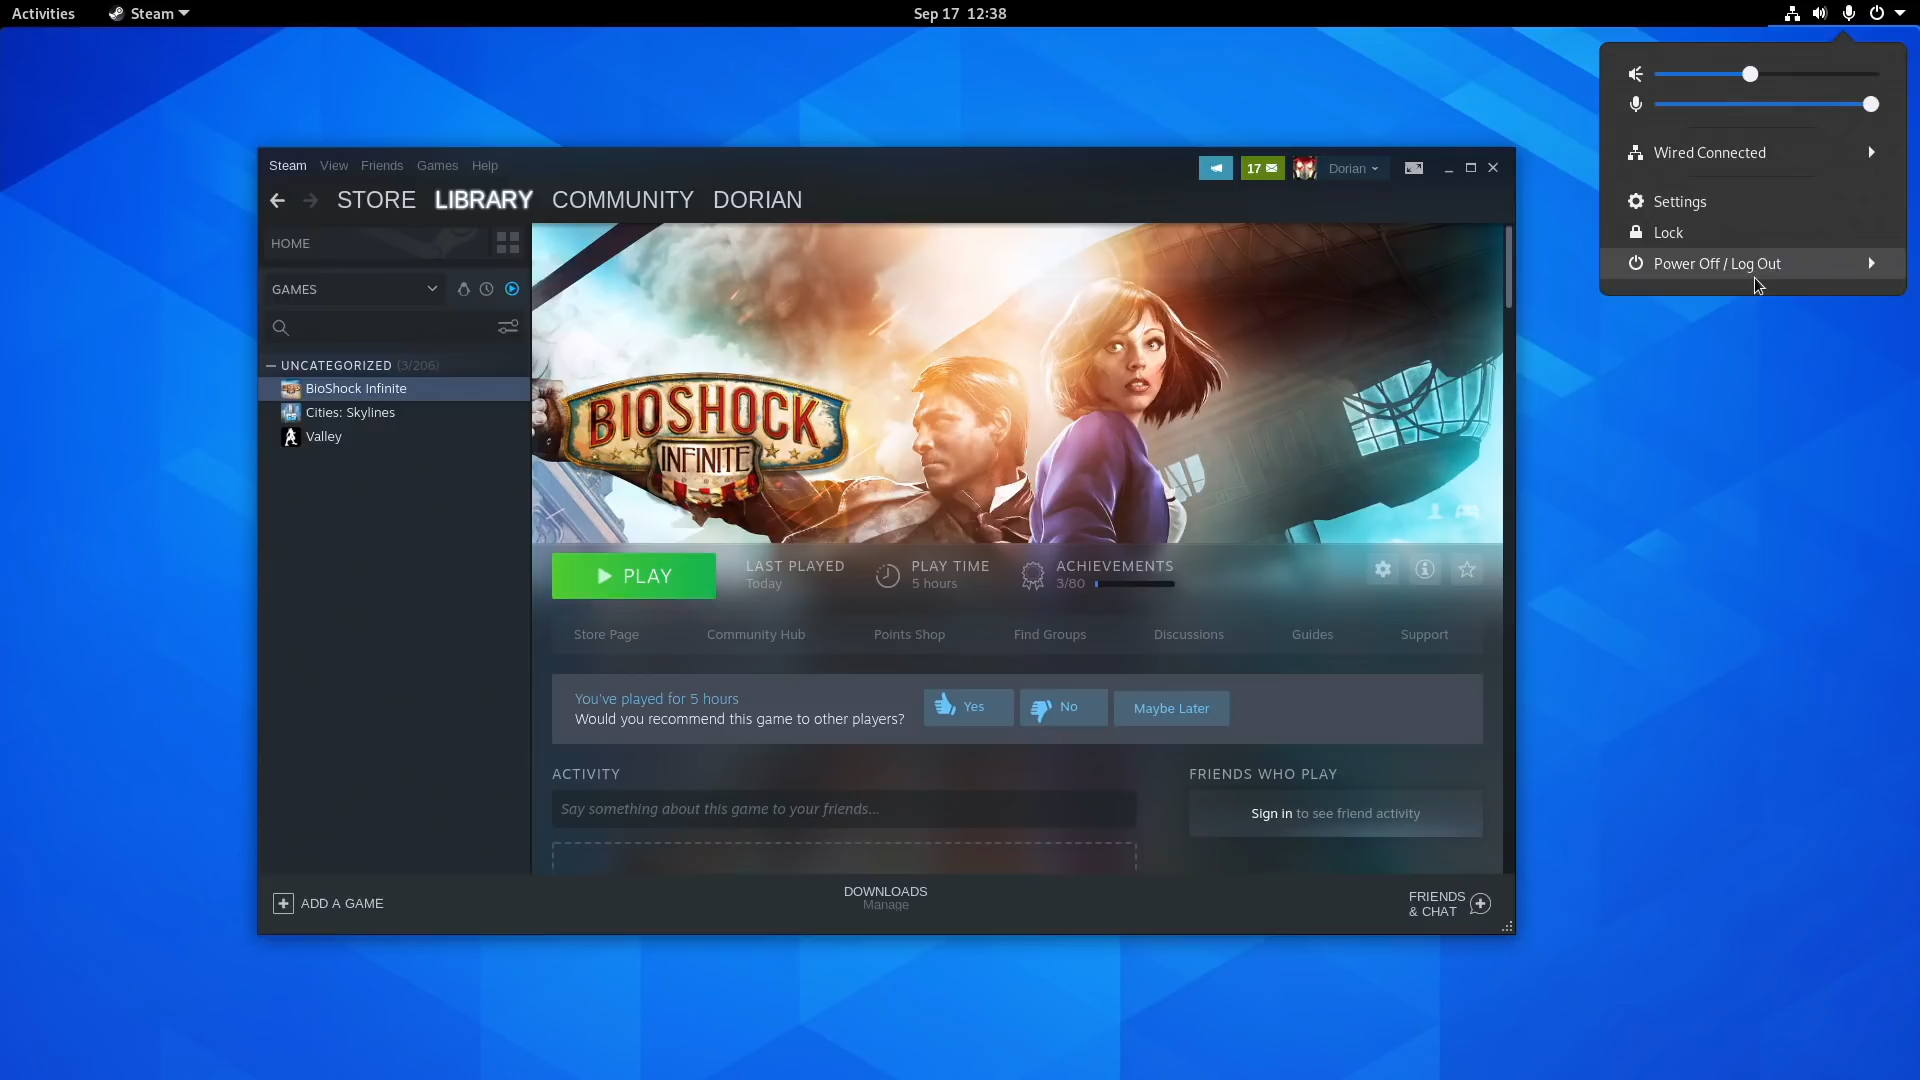 Activities
Steam
Sep 17 12:38
Wired Connected
Settings
Lock
Power Off / Log Out
Steam View Friends Games Help
17
Dorian
STORE LIBRARY COMMUNITY DORIAN
HOME
GAMES
UNCATEGORIZED (3/206)
BioShock Infinite
Cities: Skylines
Valley
BIOSHOCK
INFINITE
PLAY
LAST PLAYED
Today
PLAY TIME
5 hours
ACHIEVEMENTS
3/80
Store Page Community Hub Points Shop Find Groups Discussions Guides Support
You've played for 5 hours
Would you recommend this game to other players?
Yes
No
Maybe Later
ACTIVITY
Say something about this game to your friends...
FRIENDS WHO PLAY
Sign in to see friend activity
ADD A GAME
DOWNLOADS
Manage
FRIENDS
& CHAT